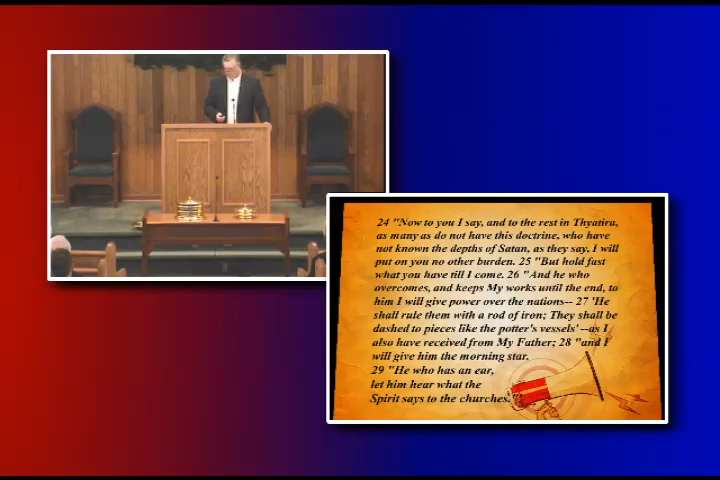 24 "Now to you I say, and to the rest in Thyatira,
as many as do not have this doctrine, who have
not known the depths of Satan, as they say, I will
put on you no other burden. 25 "But hold fast
what you have till I come. 26 "And he who
overcomes, and keeps My works until the end, to
him I will give power over the nations-- 27 'He
shall rule them with a rod of iron; They shall be
dashed to pieces like the potter's vessels'--as I
also have received from My Father; 28 "and I
will give him the morning star.
29 "He who has an ear,
let him hear what the
Spirit says to the churches."'